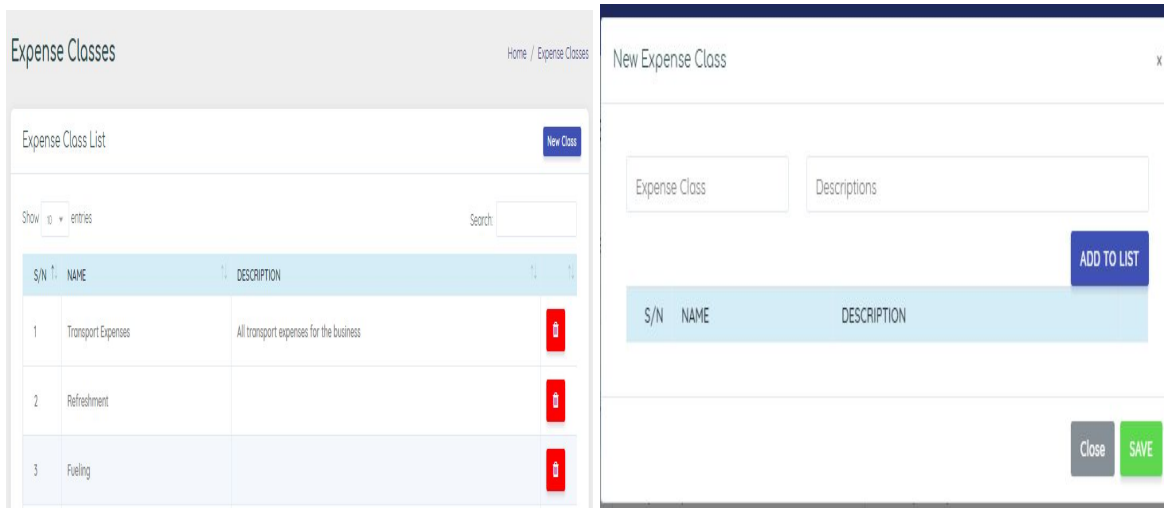 Expense Classes
Home / Expense Classes
Expense Class List
New Class
Show 10 entries
Search:
S/N NAME DESCRIPTION
1 Transport Expenses All transport expenses for the business
2 Refreshment
3 Fueling
New Expense Class
x
Expense Class Descriptions
ADD TO LIST
S/N NAME DESCRIPTION
Close SAVE